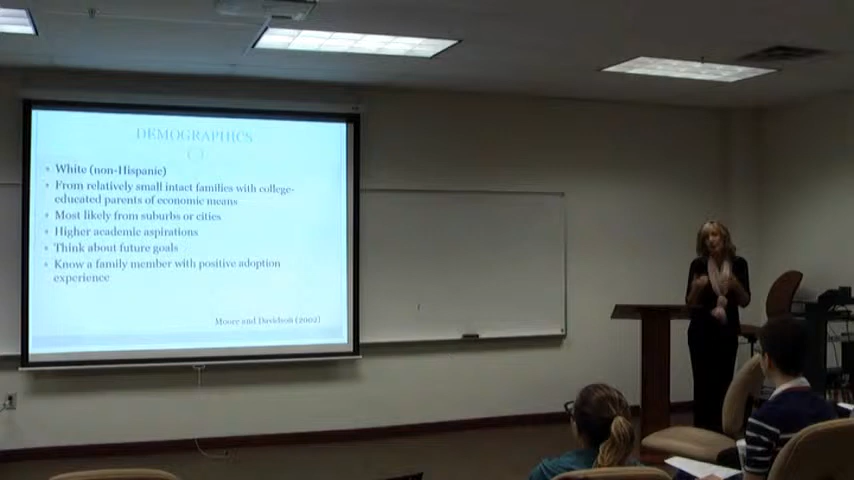 DEMOGRAPHICS
• White (non-Hispanic)
• From relatively small intact families with college-
educated parents of economic means
• Most likely from suburbs or cities
• Higher academic aspirations
• Think about future goals
• Know a family member with positive adoption
experience
Moore and Davidson (2002)